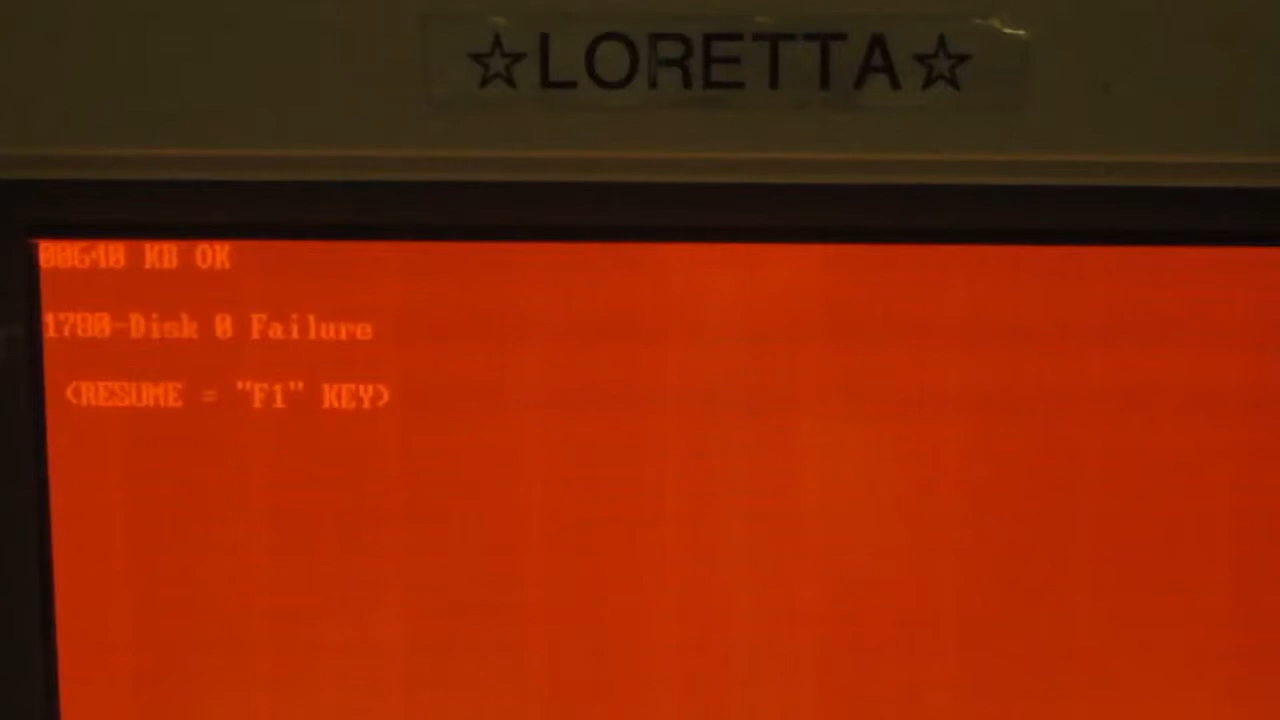 ☆LORETTA☆
00640 KB OK
1780-Disk 0 Failure
(RESUME = "F1" KEY)